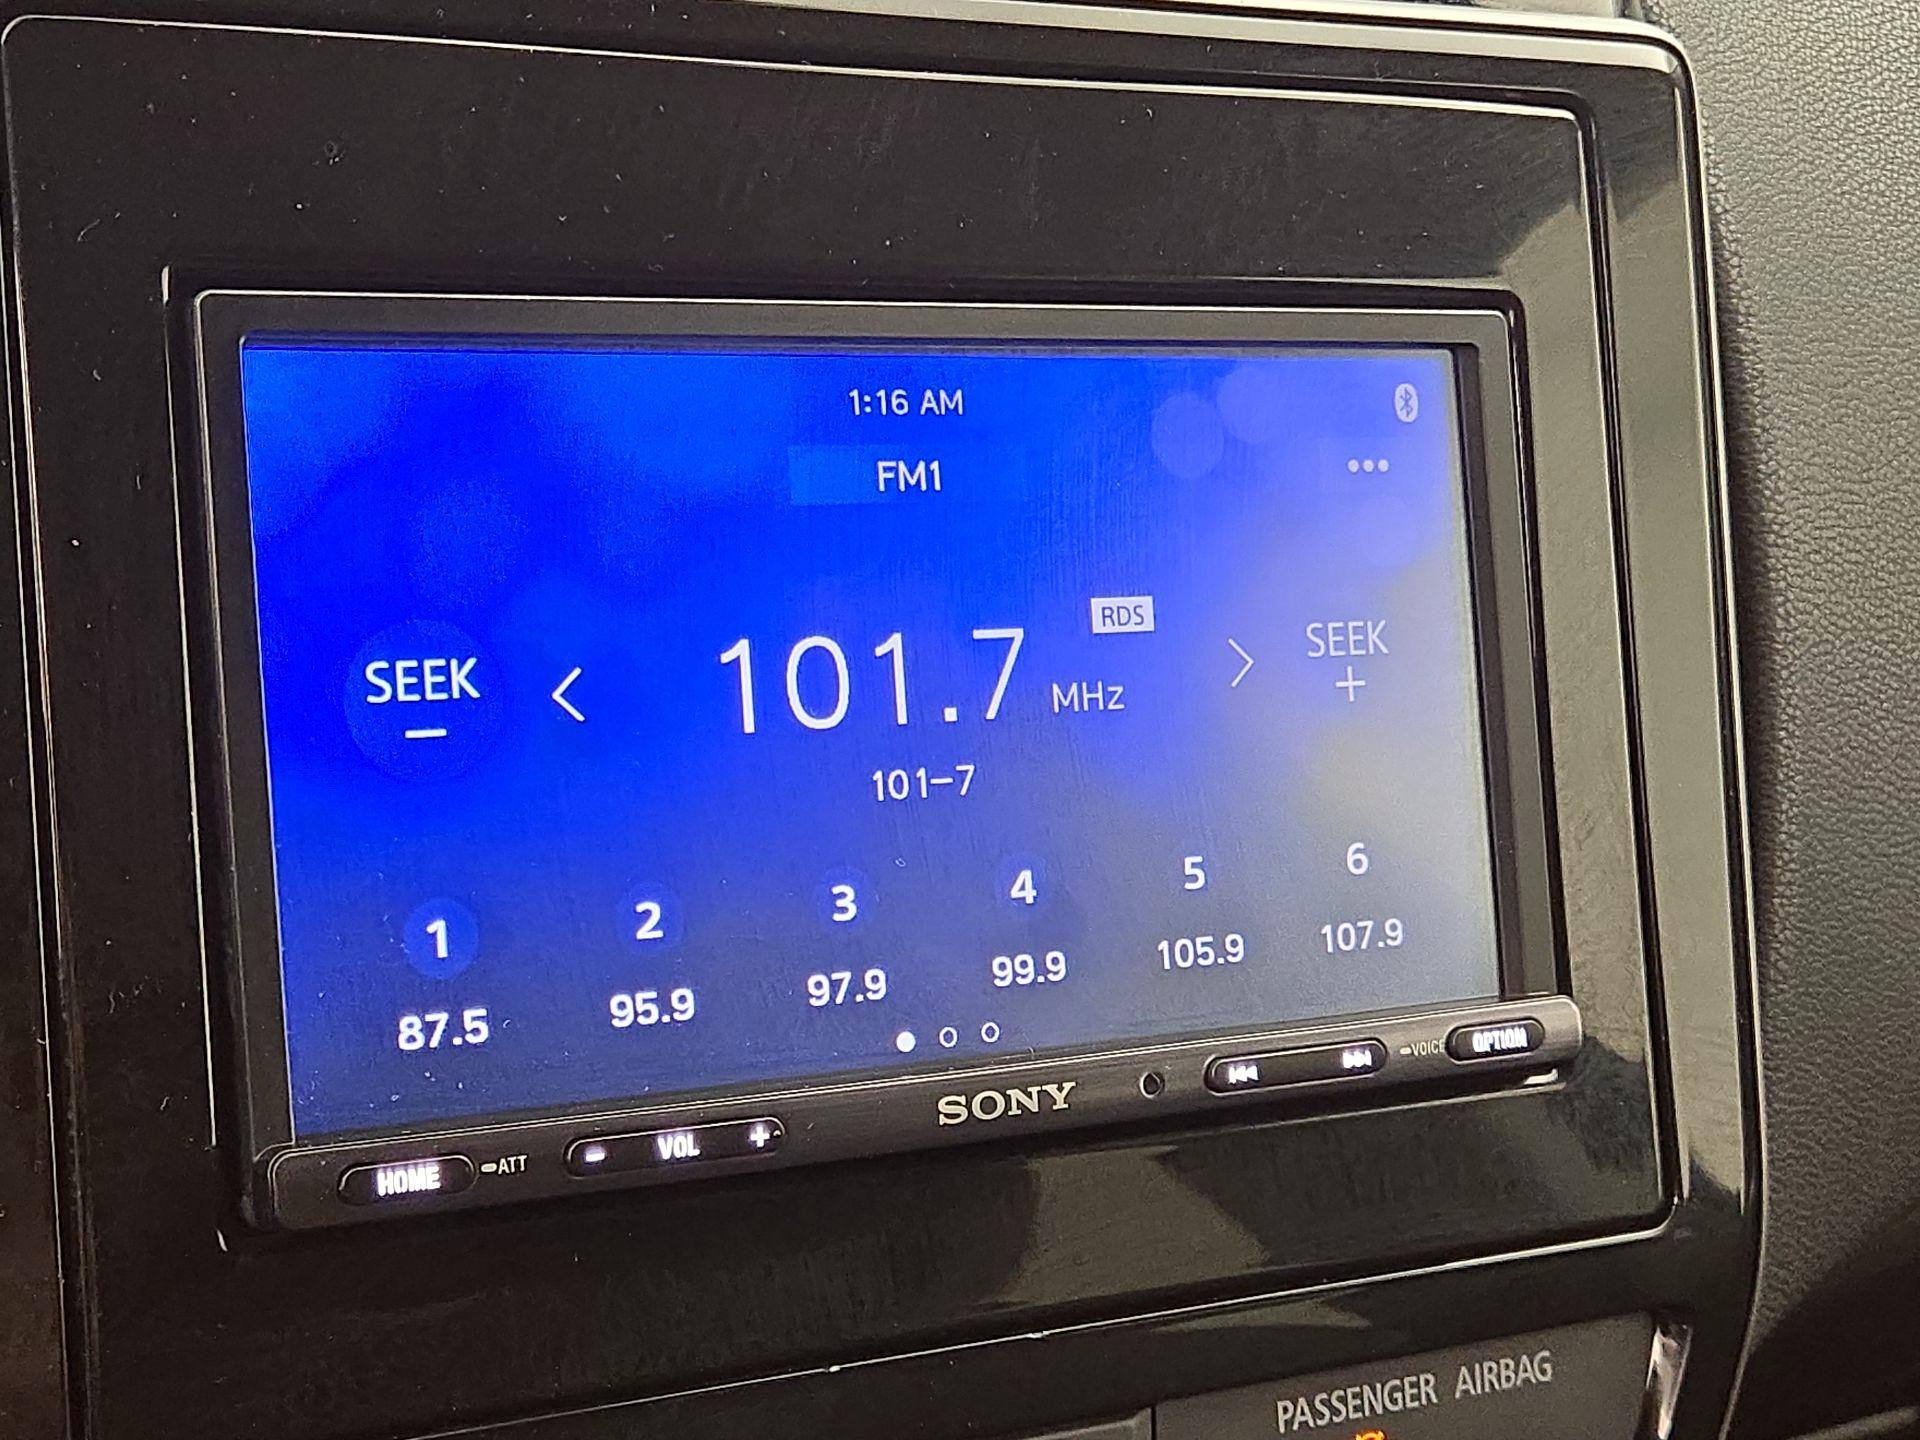 1:16 AM
FM1
RDS
SEEK < 101.7 MHz > SEEK
− +
101−7
1 2 3 4 5 6
87.5 95.9 97.9 99.9 105.9 107.9
HOME −ATT − VOL + SONY −VOICE OPTION
PASSENGER AIRBAG